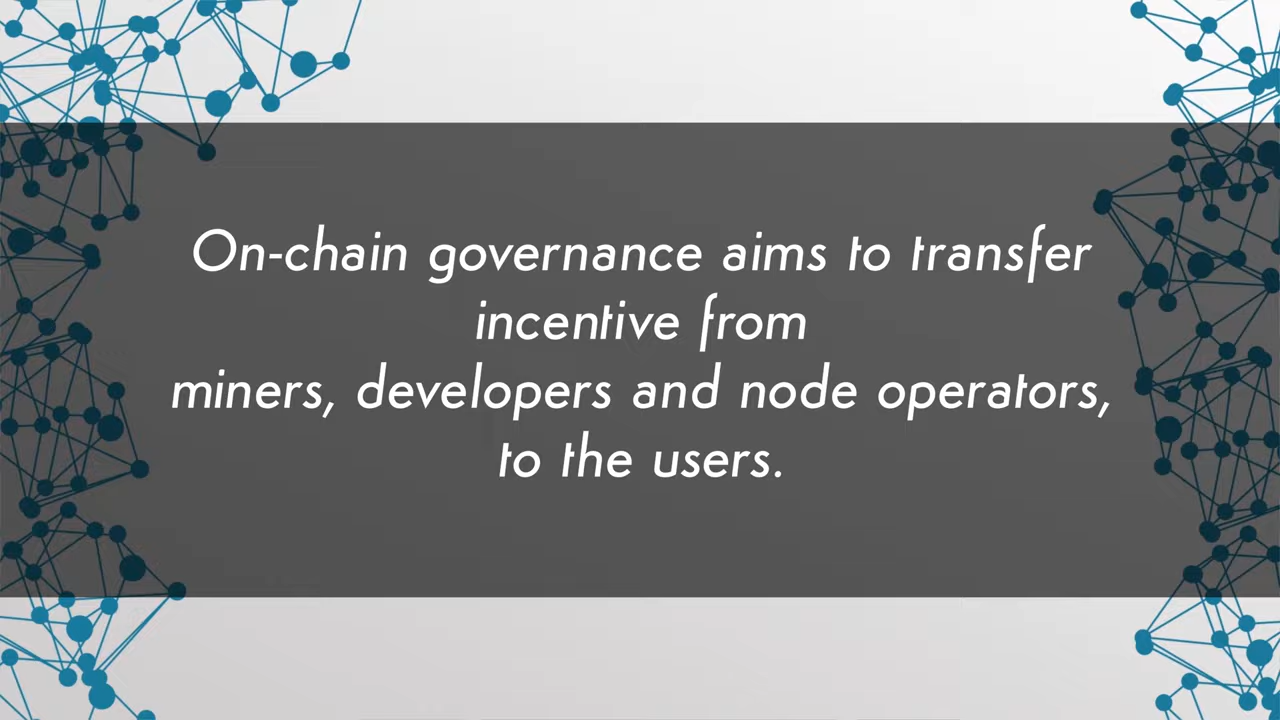 On-chain governance aims to transfer
incentive from
miners, developers and node operators,
to the users.